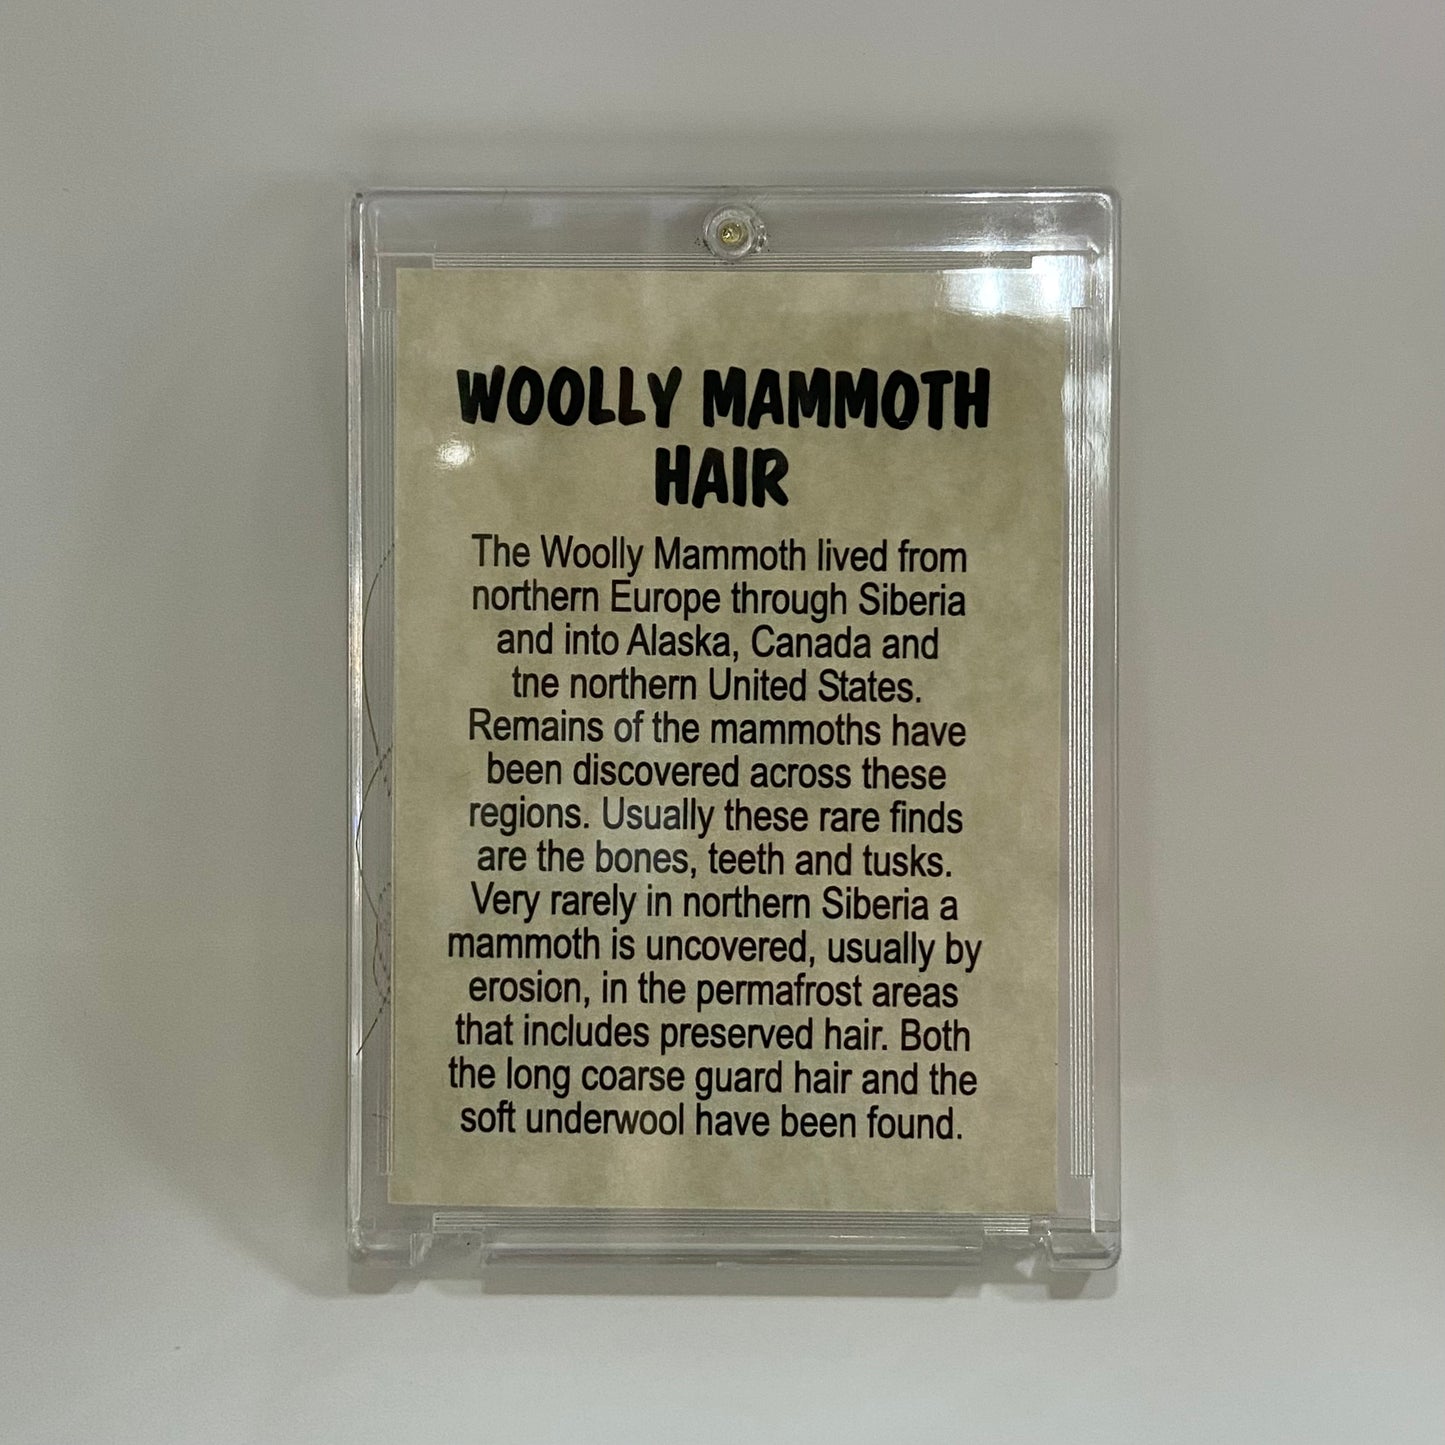 WOOLLY MAMMOTH
HAIR
The Woolly Mammoth lived from
northern Europe through Siberia
and into Alaska, Canada and
tne northern United States.
Remains of the mammoths have
been discovered across these
regions. Usually these rare finds
are the bones, teeth and tusks.
Very rarely in northern Siberia a
mammoth is uncovered, usually by
erosion, in the permafrost areas
that includes preserved hair. Both
the long coarse guard hair and the
soft underwool have been found.